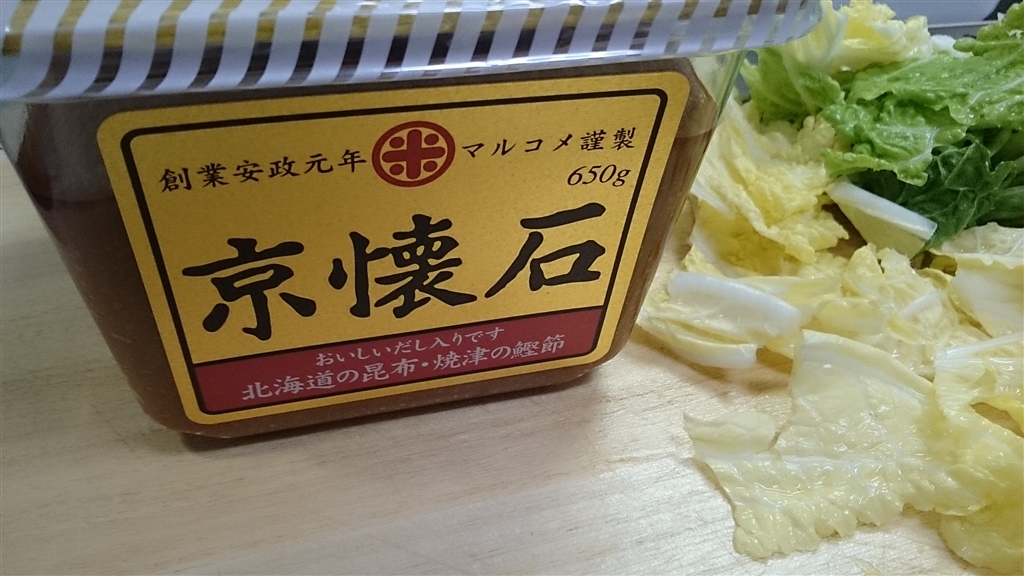 創業安政元年 米 マルコメ謹製
650g
京懐石
おいしいだし入りです
北海道の昆布・焼津の鰹節